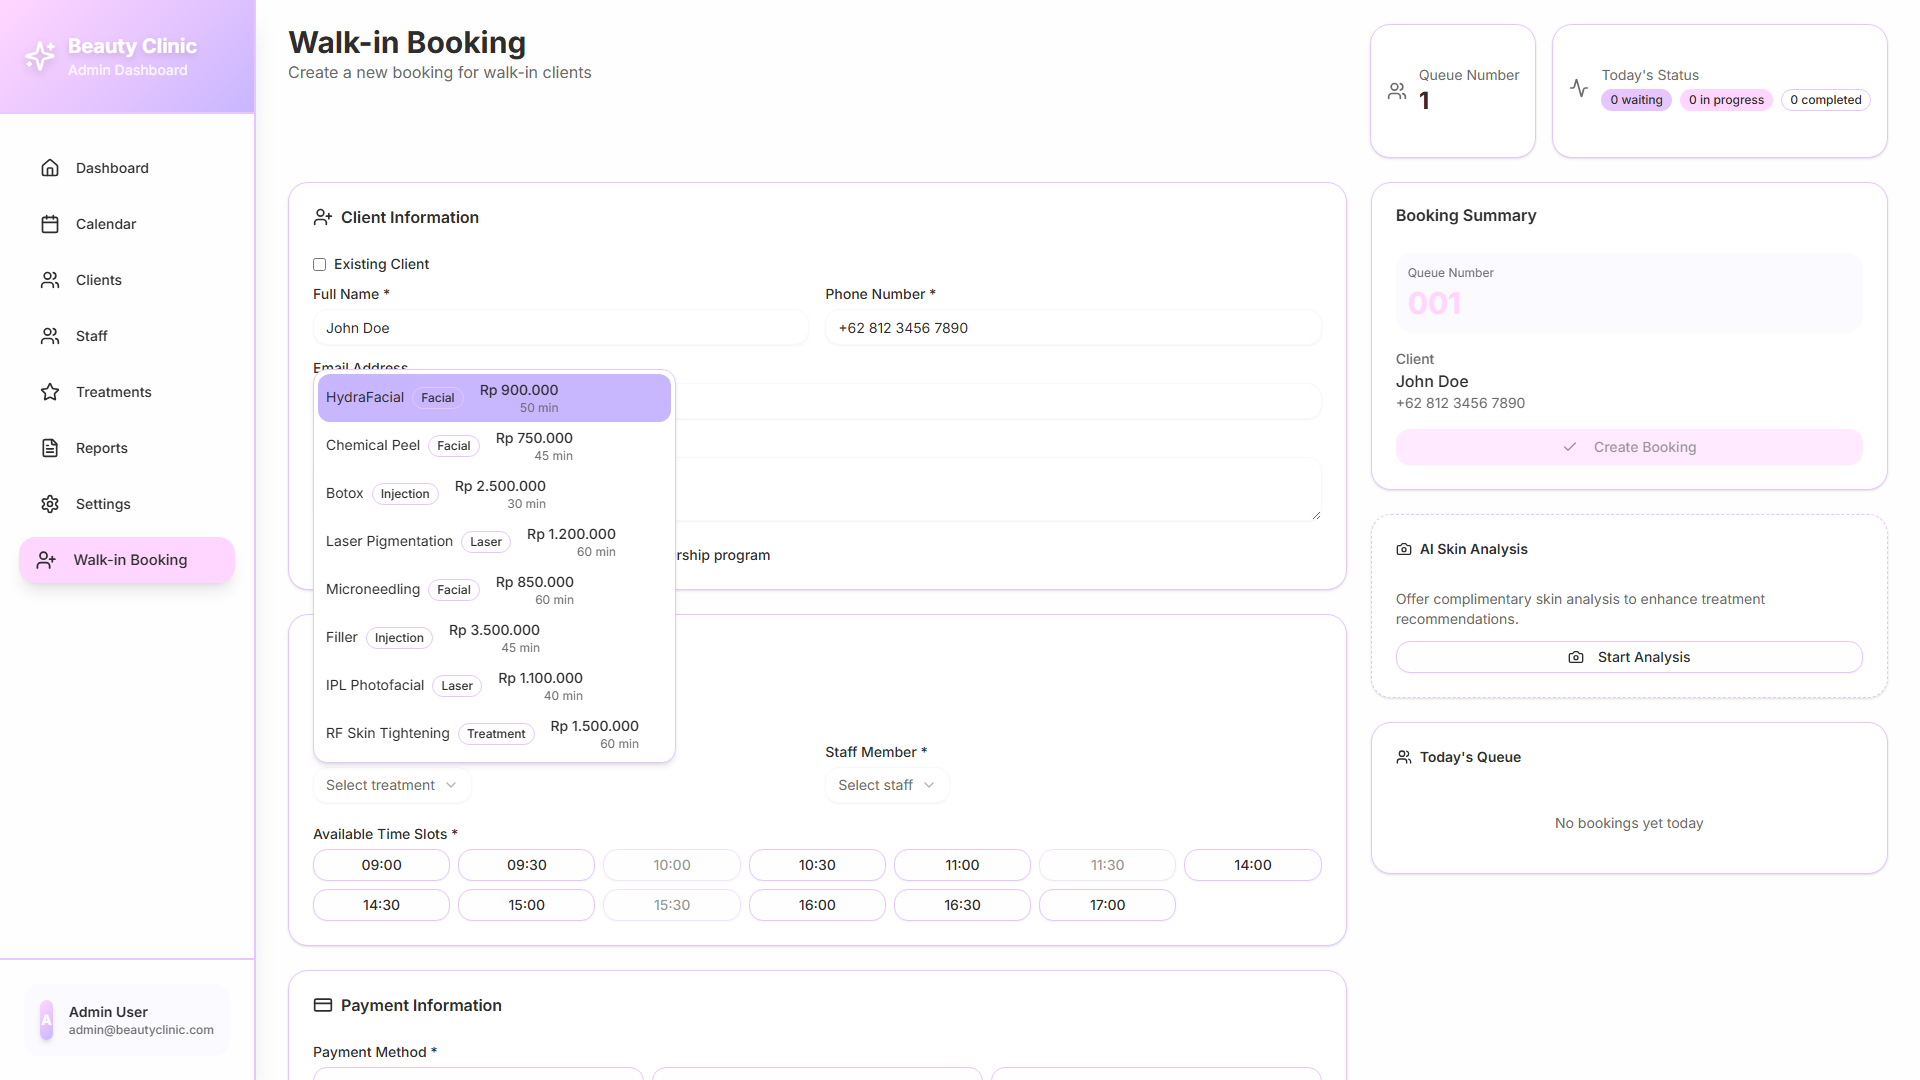 Beauty Clinic
Admin Dashboard
Dashboard
Calendar
Clients
Staff
Treatments
Reports
Settings
Walk-in Booking
A
Admin User
admin@beautyclinic.com
Walk-in Booking
Create a new booking for walk-in clients
Queue Number
1
Today's Status
0 waiting 0 in progress 0 completed
Client Information
Existing Client
Full Name *
John Doe
Phone Number *
+62 812 3456 7890
Email Address
HydraFacial Facial Rp 900.000
50 min
Chemical Peel Facial Rp 750.000
45 min
Botox Injection Rp 2.500.000
30 min
Laser Pigmentation Laser Rp 1.200.000
60 min
Microneedling Facial Rp 850.000
60 min
Filler Injection Rp 3.500.000
45 min
IPL Photofacial Laser Rp 1.100.000
40 min
RF Skin Tightening Treatment Rp 1.500.000
60 min
rship program
Select treatment
Staff Member *
Select staff
Available Time Slots *
09:00 09:30 10:00 10:30 11:00 11:30 14:00
14:30 15:00 15:30 16:00 16:30 17:00
Payment Information
Payment Method *
Booking Summary
Queue Number
001
Client
John Doe
+62 812 3456 7890
Create Booking
AI Skin Analysis
Offer complimentary skin analysis to enhance treatment
recommendations.
Start Analysis
Today's Queue
No bookings yet today